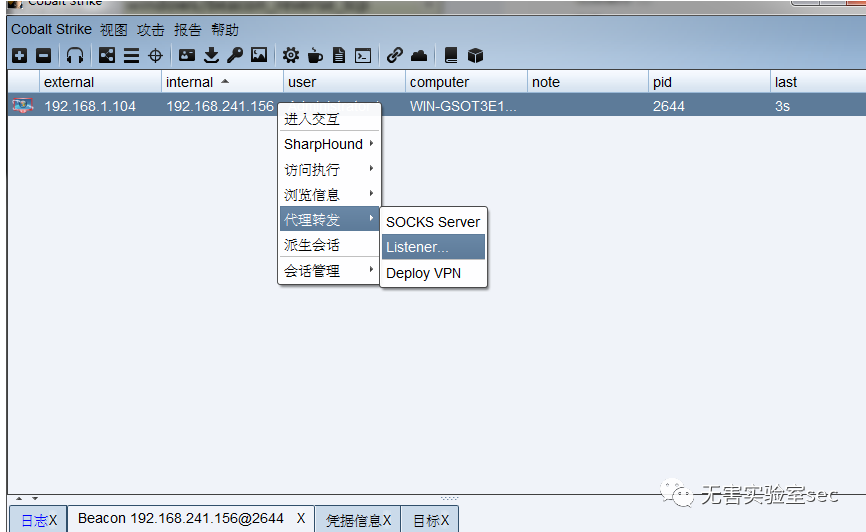 Cobalt Strike
Cobalt Strike 视图 攻击 报告 帮助
external internal user computer note pid last
192.168.1.104 192.168.241.156 WIN-GSOT3E1... 2644 3s
进入交互
SharpHound
访问执行
浏览信息
代理转发
派生会话
会话管理
SOCKS Server
Listener...
Deploy VPN
无害实验室sec
日志X Beacon 192.168.241.156@2644 X 凭据信息X 目标X